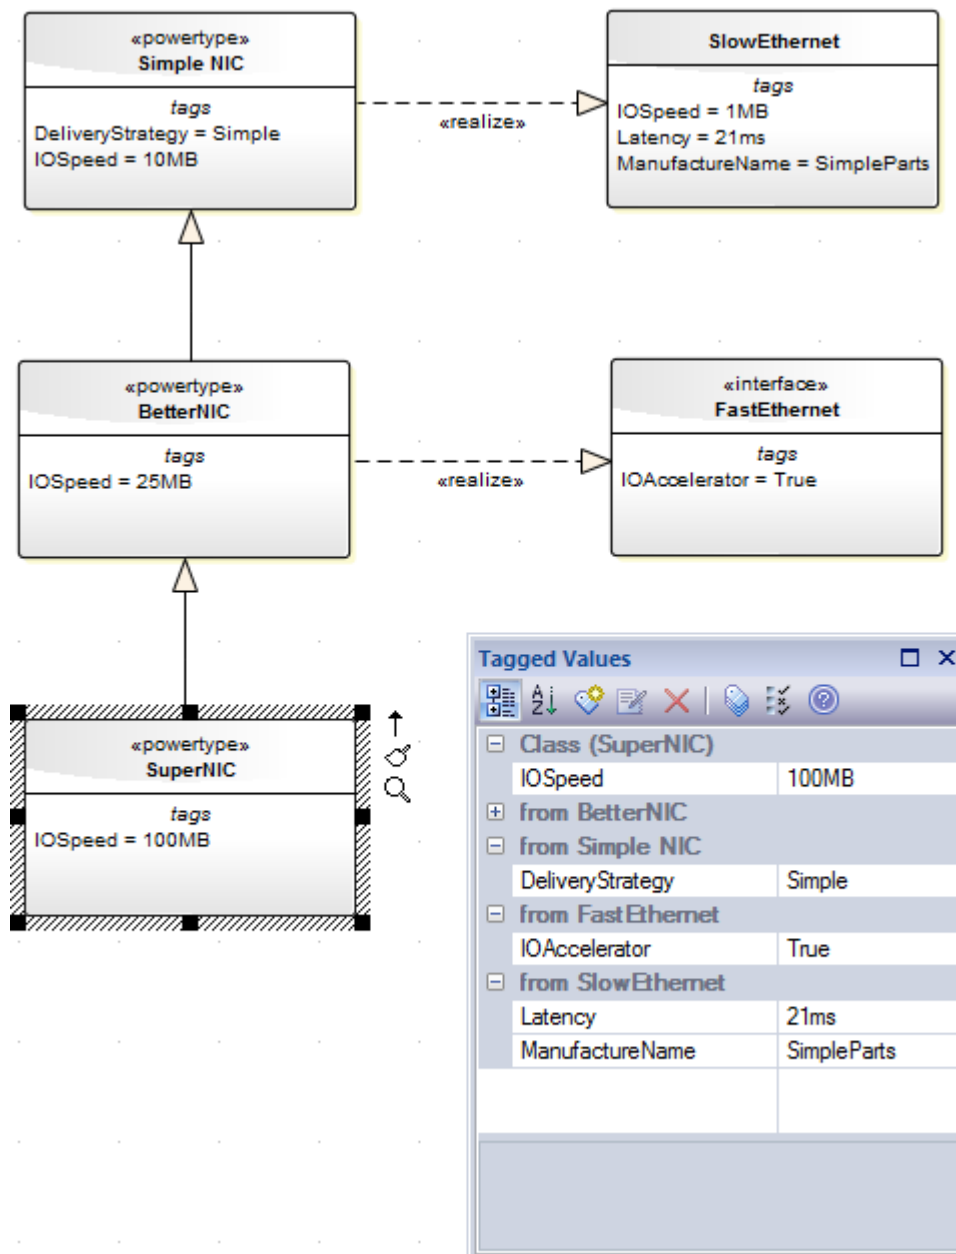 «powertype»
Simple NIC
tags
DeliveryStrategy = Simple
IOSpeed = 10MB
«realize»
SlowEthernet
tags
IOSpeed = 1MB
Latency = 21ms
ManufactureName = SimpleParts
«powertype»
BetterNIC
tags
IOSpeed = 25MB
«realize»
«interface»
FastEthernet
tags
IOAccelerator = True
«powertype»
SuperNIC
tags
IOSpeed = 100MB
Tagged Values
Class (SuperNIC)
IOSpeed 100MB
from BetterNIC
from Simple NIC
DeliveryStrategy Simple
from FastEthernet
IOAccelerator True
from SlowEthernet
Latency 21ms
ManufactureName SimpleParts